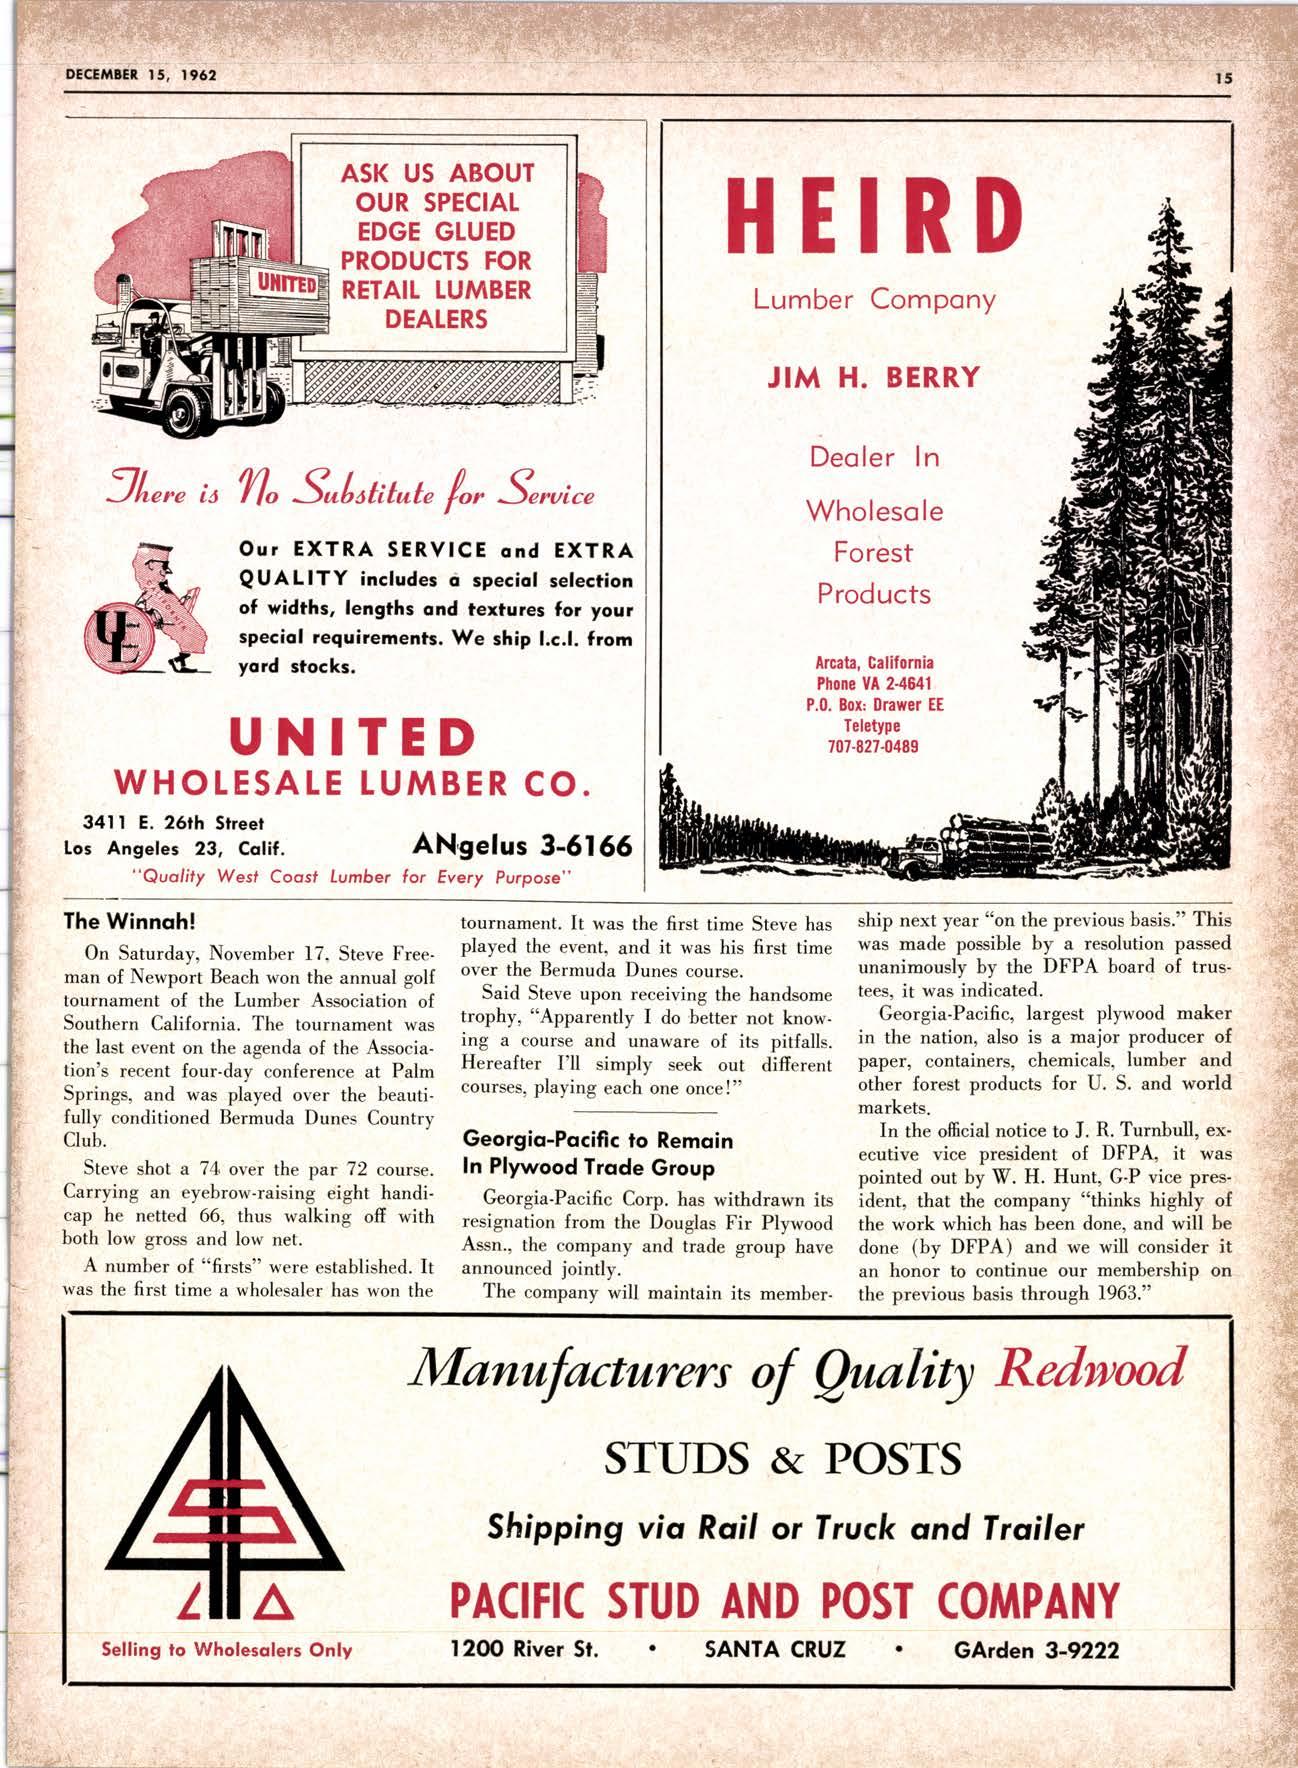 DECEMBER 15, 1962
15
ASK US ABOUT
OUR SPECIAL
EDGE GLUED
PRODUCTS FOR
RETAIL LUMBER
DEALERS
UNITED
There is No Substitute for Service
Our EXTRA SERVICE and EXTRA
QUALITY includes a special selection
of widths, lengths and textures for your
special requirements. We ship l.c.l. from
yard stocks.
UNITED
WHOLESALE LUMBER CO.
3411 E. 26th Street
Los Angeles 23, Calif.
ANgelus 3-6166
"Quality West Coast Lumber for Every Purpose"
HEIRD
Lumber Company
JIM H. BERRY
Dealer In
Wholesale
Forest
Products
Arcata, California
Phone VA 2-4641
P.O. Box: Drawer EE
Teletype
707-827-0489
The Winnah!
On Saturday, November 17, Steve Free-
man of Newport Beach won the annual golf
tournament of the Lumber Association of
Southern California. The tournament was
the last event on the agenda of the Associa-
tion's recent four-day conference at Palm
Springs, and was played over the beauti-
fully conditioned Bermuda Dunes Country
Club.
Steve shot a 74 over the par 72 course.
Carrying an eyebrow-raising eight handi-
cap he netted 66, thus walking off with
both low gross and low net.
A number of "firsts" were established. It
was the first time a wholesaler has won the
tournament. It was the first time Steve has
played the event, and it was his first time
over the Bermuda Dunes course.
Said Steve upon receiving the handsome
trophy, "Apparently I do better not know-
ing a course and unaware of its pitfalls.
Hereafter I'll simply seek out different
courses, playing each one once!"
Georgia-Pacific to Remain
In Plywood Trade Group
Georgia-Pacific Corp. has withdrawn its
resignation from the Douglas Fir Plywood
Assn., the company and trade group have
announced jointly.
The company will maintain its member-
ship next year "on the previous basis." This
was made possible by a resolution passed
unanimously by the DFPA board of trus-
tees, it was indicated.
Georgia-Pacific, largest plywood maker
in the nation, also is a major producer of
paper, containers, chemicals, lumber and
other forest products for U. S. and world
markets.
In the official notice to J. R. Turnbull, ex-
ecutive vice president of DFPA, it was
pointed out by W. H. Hunt, G-P vice pres-
ident, that the company "thinks highly of
the work which has been done, and will be
done (by DFPA) and we will consider it
an honor to continue our membership on
the previous basis through 1963."
Manufacturers of Quality Redwood
STUDS & POSTS
Shipping via Rail or Truck and Trailer
PACIFIC STUD AND POST COMPANY
Selling to Wholesalers Only
1200 River St. • SANTA CRUZ • GArden 3-9222